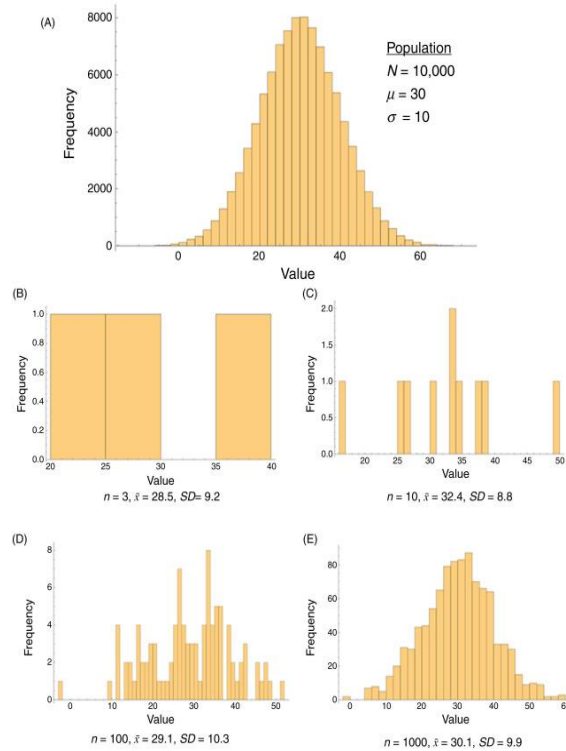 (A)
8000
6000
4000
2000
0
Frequency
0 20 40 60
Value
Population
N = 10,000
μ = 30
σ = 10
(B)
1.0
0.8
0.6
0.4
0.2
0.0
Frequency
20 25 30 35 40
Value
n = 3, x̄ = 28.5, SD= 9.2
(C)
2.0
1.5
1.0
0.5
0.0
Frequency
20 25 30 35 40 45 50
Value
n = 10, x̄ = 32.4, SD = 8.8
(D)
8
6
4
2
0
Frequency
0 10 20 30 40 50
Value
n = 100, x̄ = 29.1, SD = 10.3
(E)
80
60
40
20
0
Frequency
0 10 20 30 40 50 60
Value
n = 1000, x̄ = 30.1, SD = 9.9